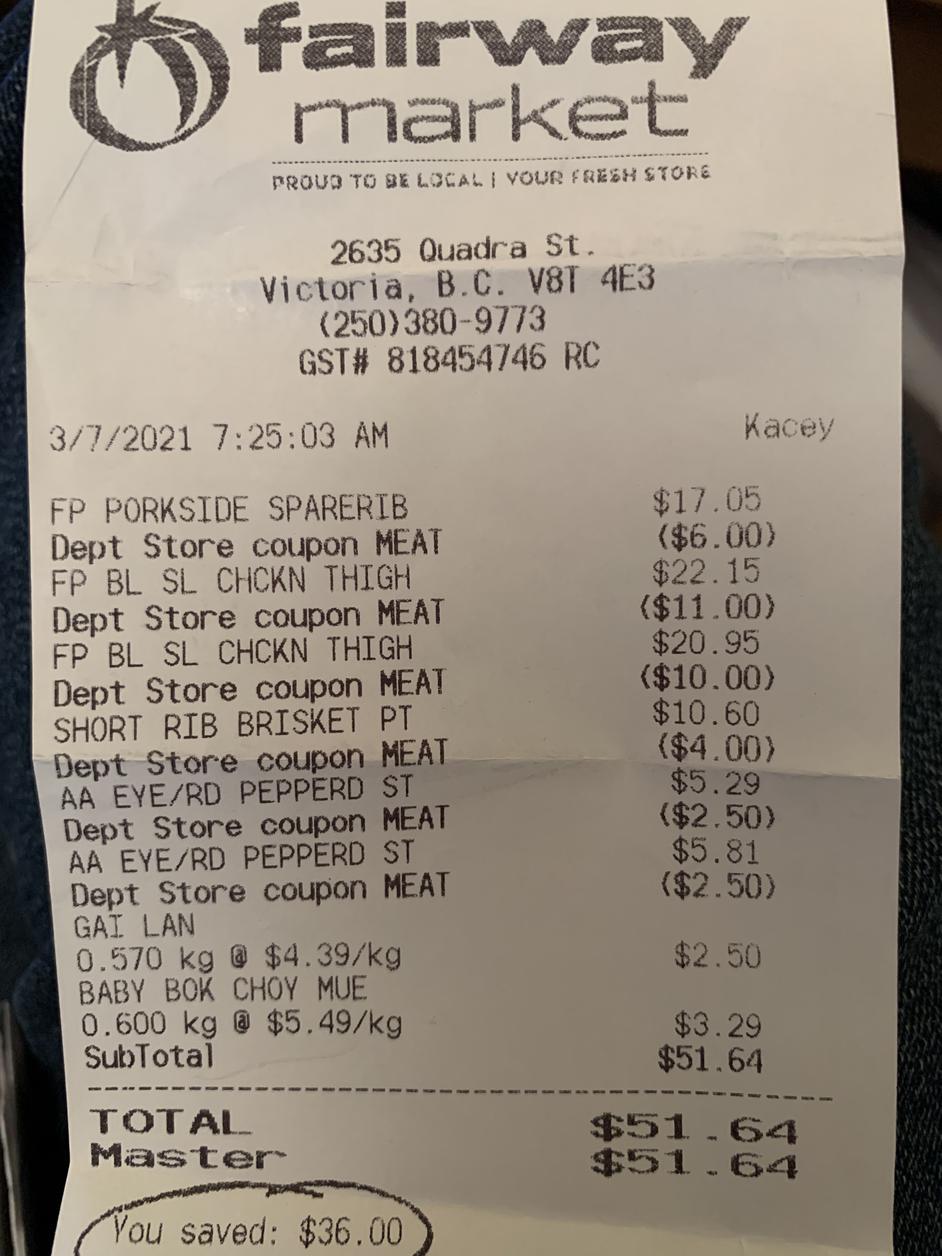 fairway
market
PROUD TO BE LOCAL | YOUR FRESH STORE
2635 Quadra St.
Victoria, B.C. V8T 4E3
(250)380-9773
GST# 818454746 RC
3/7/2021 7:25:03 AM Kacey
FP PORKSIDE SPARERIB $17.05
Dept Store coupon MEAT ($6.00)
FP BL SL CHCKN THIGH $22.15
Dept Store coupon MEAT ($11.00)
FP BL SL CHCKN THIGH $20.95
Dept Store coupon MEAT ($10.00)
SHORT RIB BRISKET PT $10.60
Dept Store coupon MEAT ($4.00)
AA EYE/RD PEPPERD ST $5.29
Dept Store coupon MEAT ($2.50)
AA EYE/RD PEPPERD ST $5.81
Dept Store coupon MEAT ($2.50)
GAI LAN
0.570 kg @ $4.39/kg $2.50
BABY BOK CHOY MUE
0.600 kg @ $5.49/kg $3.29
SubTotal $51.64
TOTAL $51.64
Master $51.64
You saved: $36.00